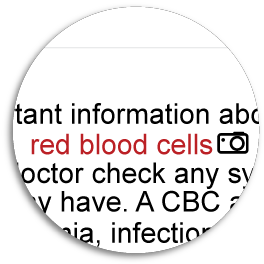 tant information abo
red blood cells
octor check any sy
y have. A CBC a
ia, infection